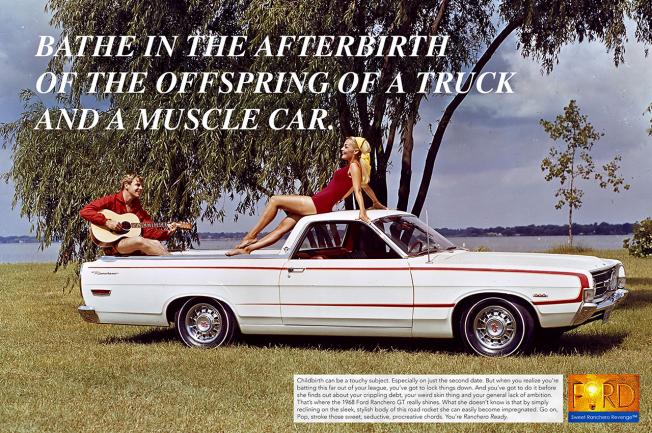 BATHE IN THE AFTERBIRTH
OF THE OFFSPRING OF A TRUCK
AND A MUSCLE CAR.
Childbirth can be a touchy subject. Especially on just the second date. But when you realize you're
batting this far out of your league, you've got to lock things down. And you've got to do it before
she finds out about your crippling debt, your weird skin thing and your general lack of ambition.
That's where the 1968 Ford Ranchero GT really shines. What she doesn't know is that by simply
reclining on the sleek, stylish body of this road rocket she can easily become impregnated. Go on,
Pop, stroke those sweet, seductive, procreative chords. You're Ranchero Ready.
FORD
Sweet Ranchero Revenge™